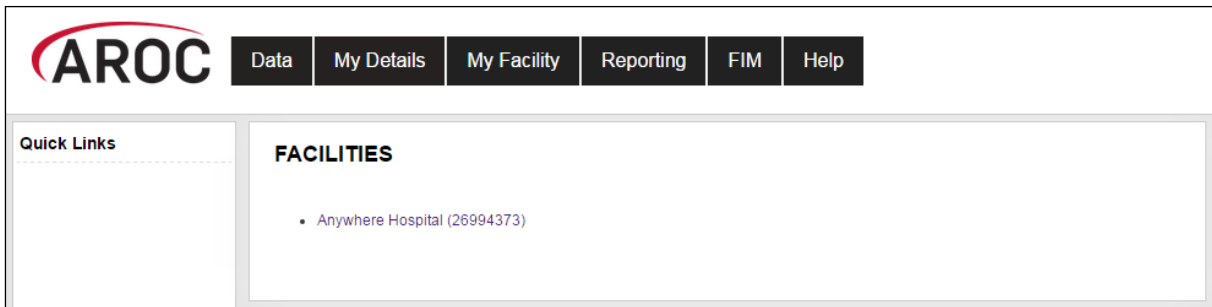 AROC
Data My Details My Facility Reporting FIM Help
Quick Links
FACILITIES
Anywhere Hospital (26994373)